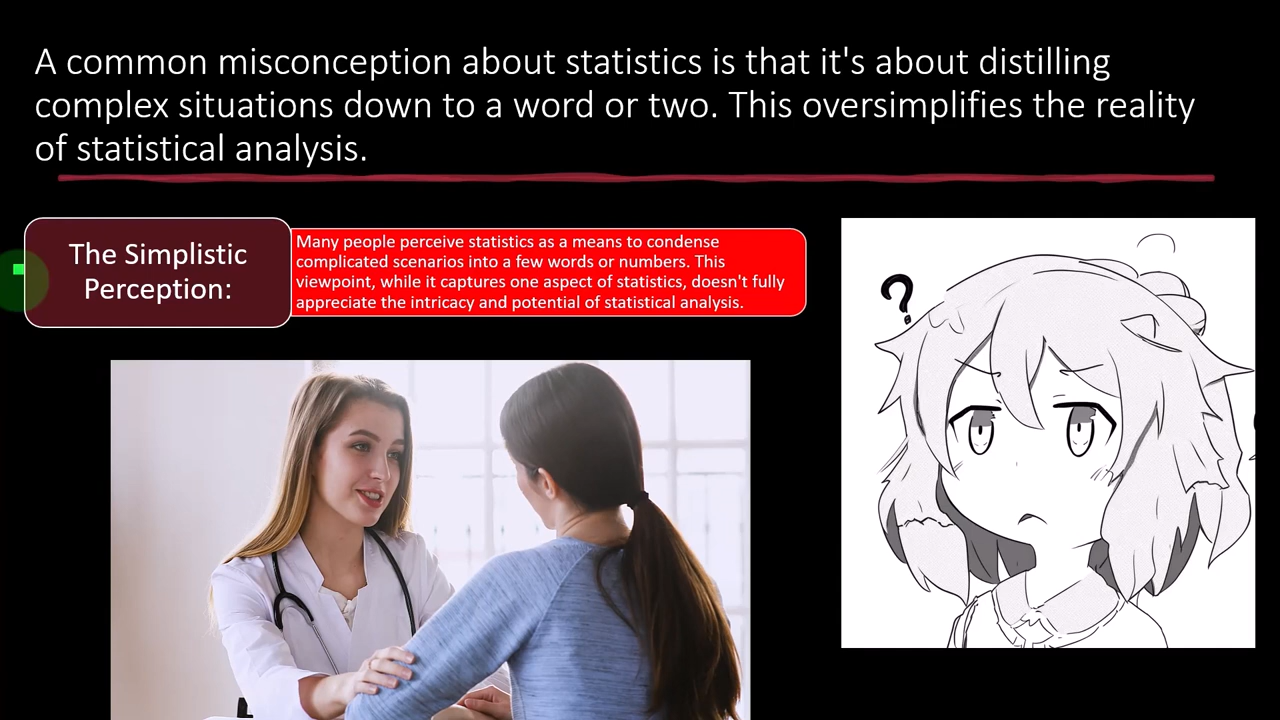 A common misconception about statistics is that it's about distilling
complex situations down to a word or two. This oversimplifies the reality
of statistical analysis.
The Simplistic
Perception:
Many people perceive statistics as a means to condense
complicated scenarios into a few words or numbers. This
viewpoint, while it captures one aspect of statistics, doesn't fully
appreciate the intricacy and potential of statistical analysis.
?